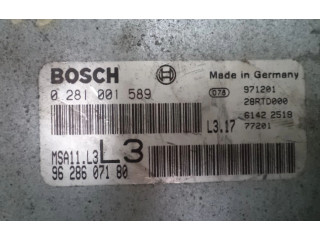 BOSCH
Made in Germany
0 281 001 589
078 971201
28RTD000
6142 2519
L3.17 77201
MSA11.L3 L3
96 286 071 80